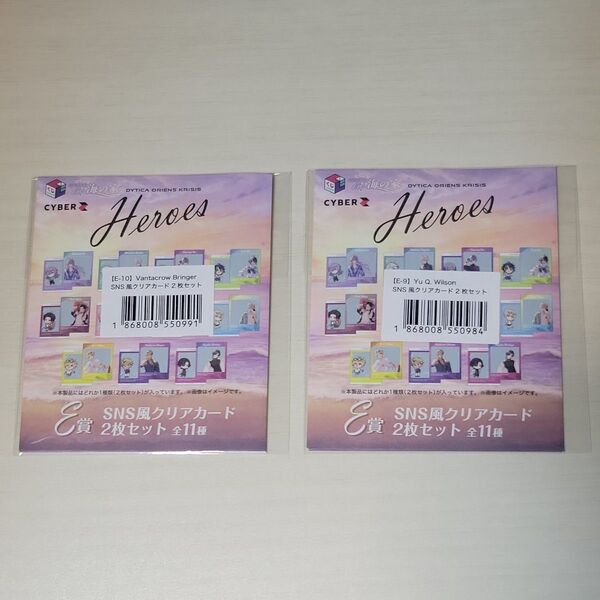 DYTICA ORIENS KRISIS
CYBER Z
Heroes
【E-10】Vantacrow Bringer
SNS 風クリアカード 2 枚セット
1 868008 550991
※本製品にはどれか1種類(2枚セット)が入っています。 ※画像はイメージです。
E賞 SNS風クリアカード
2枚セット 全11種
DYTICA ORIENS KRISIS
CYBER Z
Heroes
【E-9】Yu Q. Wilson
SNS 風クリアカード 2 枚セット
1 868008 550984
※本製品にはどれか1種類(2枚セット)が入っています。 ※画像はイメージです。
E賞 SNS風クリアカード
2枚セット 全11種